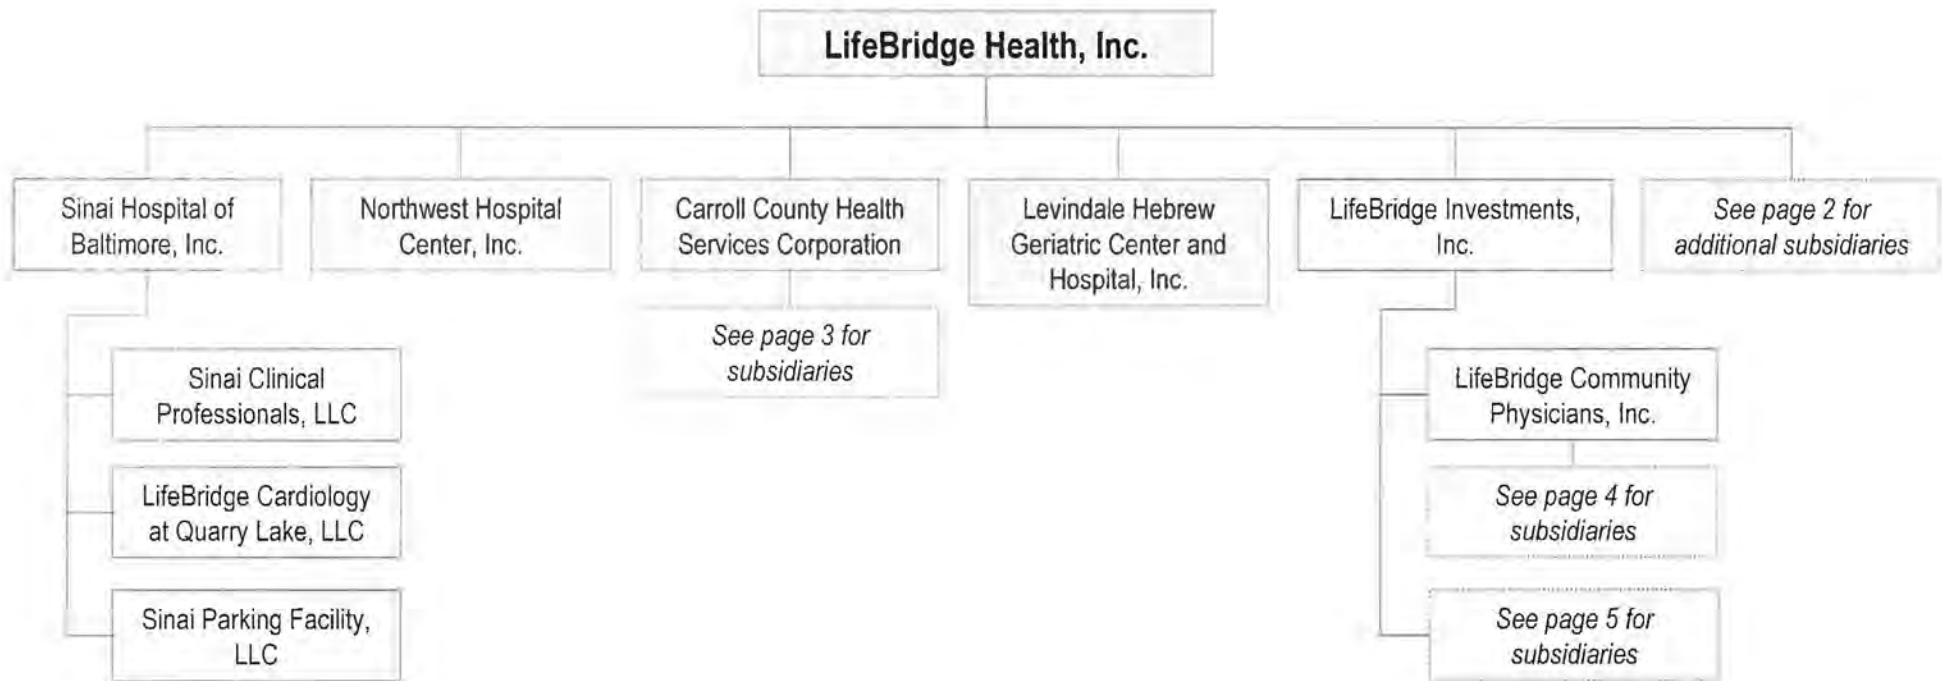 LifeBridge Health, Inc.
Sinai Hospital of
Baltimore, Inc.
Northwest Hospital
Center, Inc.
Carroll County Health
Services Corporation
Levindale Hebrew
Geriatric Center and
Hospital, Inc.
LifeBridge Investments,
Inc.
See page 2 for
additional subsidiaries
See page 3 for
subsidiaries
Sinai Clinical
Professionals, LLC
LifeBridge Cardiology
at Quarry Lake, LLC
Sinai Parking Facility,
LLC
LifeBridge Community
Physicians, Inc.
See page 4 for
subsidiaries
See page 5 for
subsidiaries